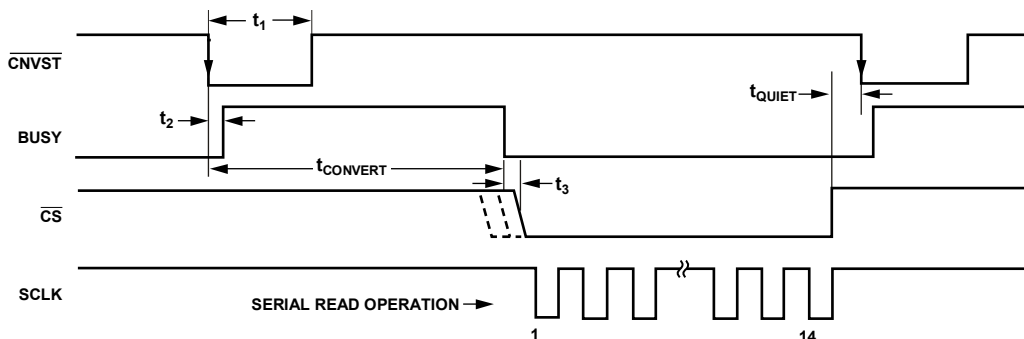 t1
CNVST
tQUIET
t2
BUSY
tCONVERT
t3
CS
SCLK
SERIAL READ OPERATION
1
14